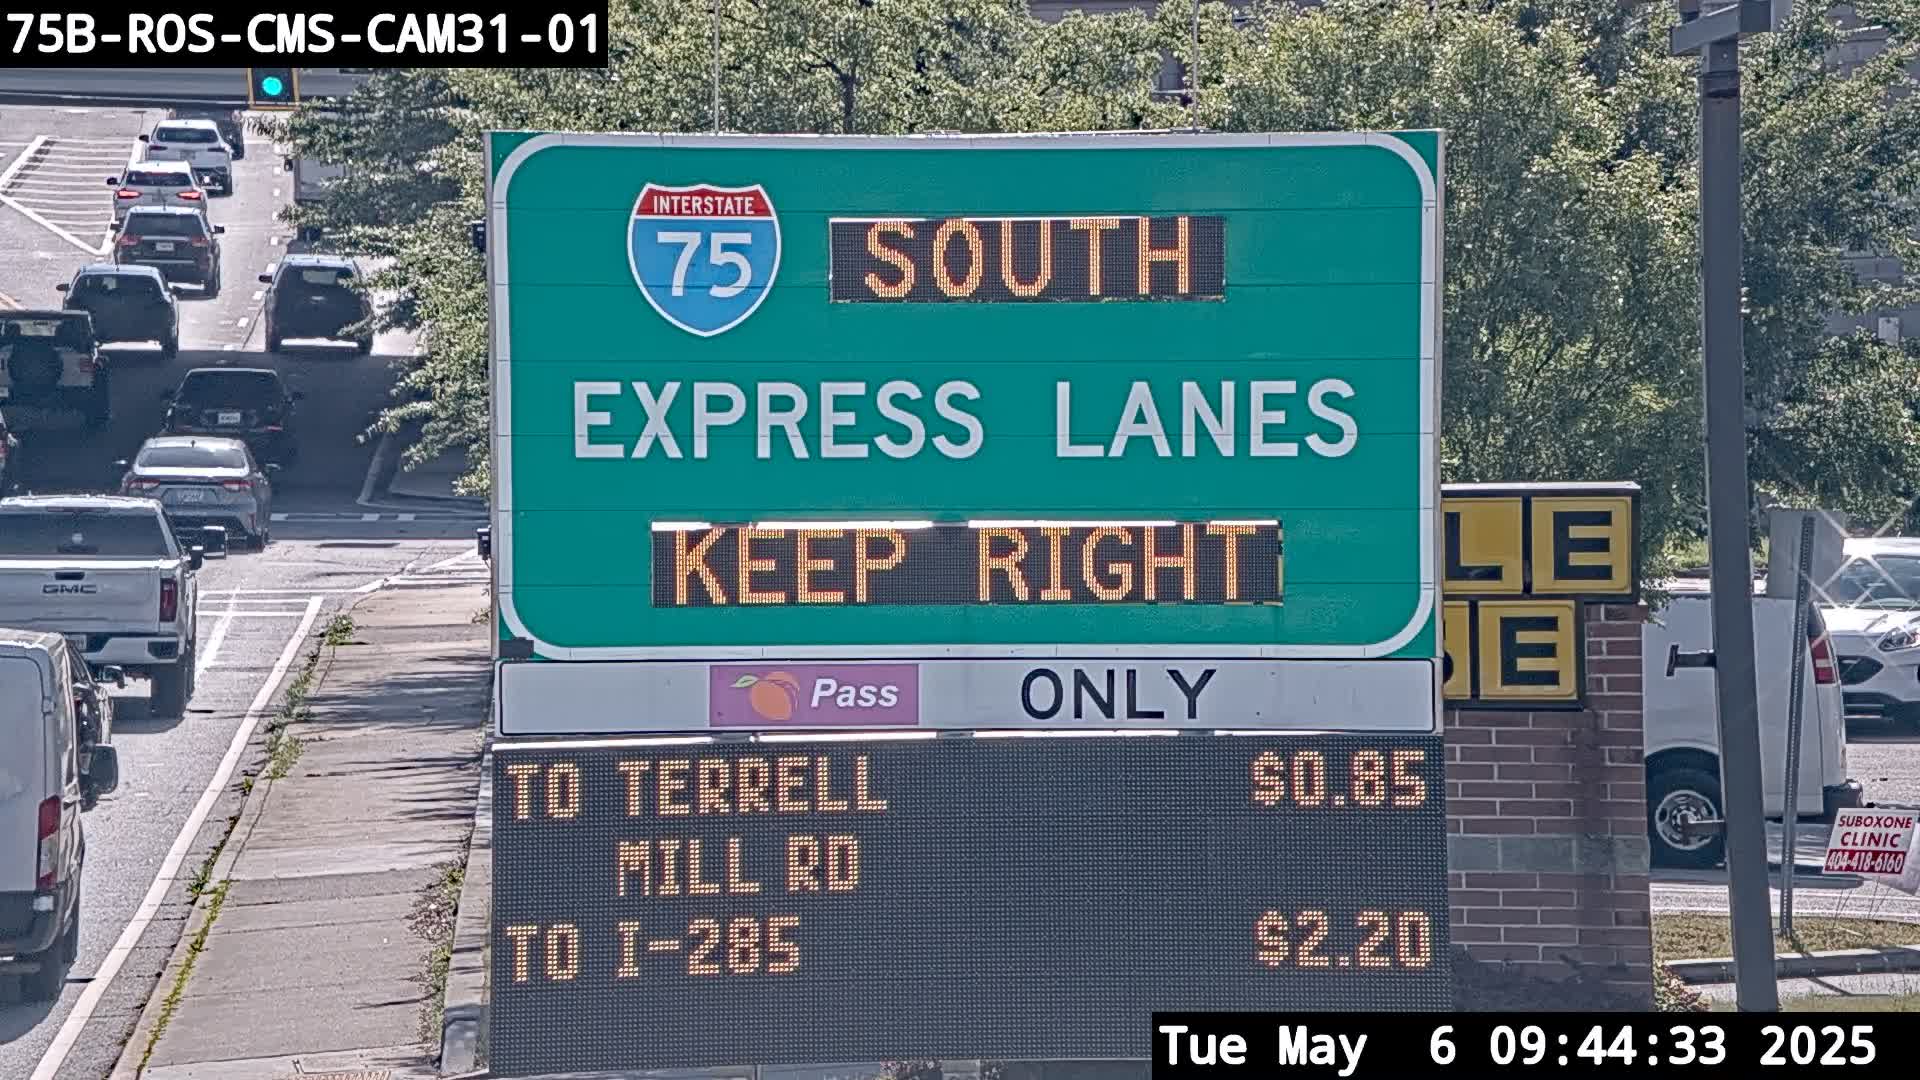 75B-ROS-CMS-CAM31-01
INTERSTATE
75
SOUTH
EXPRESS LANES
KEEP RIGHT
Pass ONLY
TO TERRELL $0.85
MILL RD
TO I-285 $2.20
GMC
LE
E
SUBOXONE
CLINIC
404-418-6160
Tue May 6 09:44:33 2025